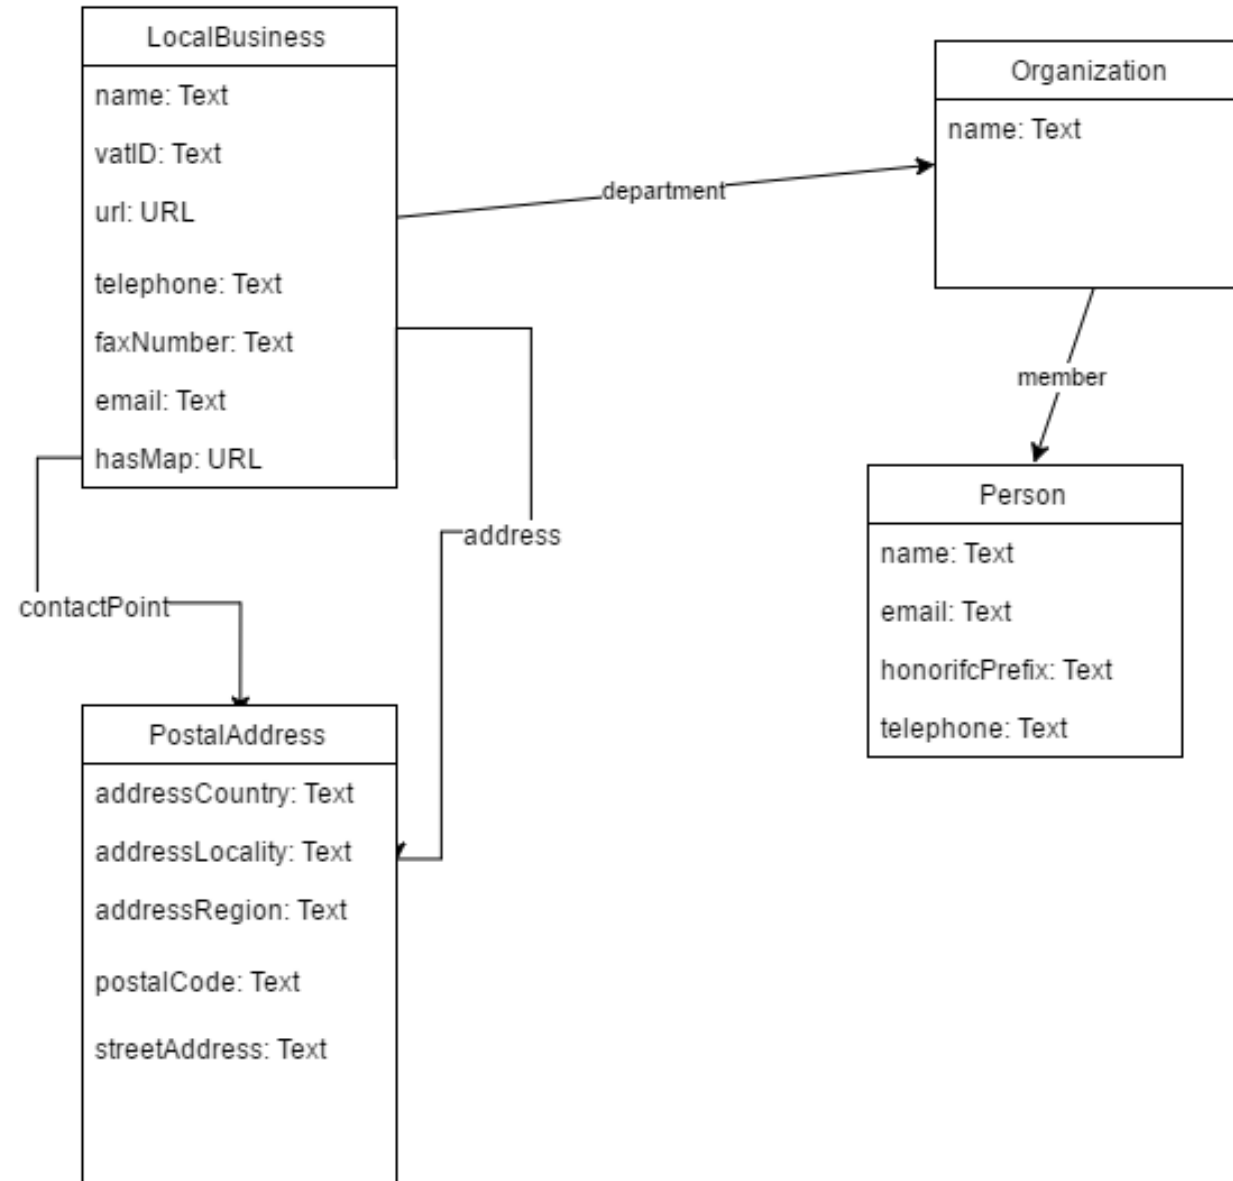 LocalBusiness
name: Text
vatID: Text
url: URL
telephone: Text
faxNumber: Text
email: Text
hasMap: URL
department
Organization
name: Text
member
Person
name: Text
email: Text
honorifcPrefix: Text
telephone: Text
address
contactPoint
PostalAddress
addressCountry: Text
addressLocality: Text
addressRegion: Text
postalCode: Text
streetAddress: Text